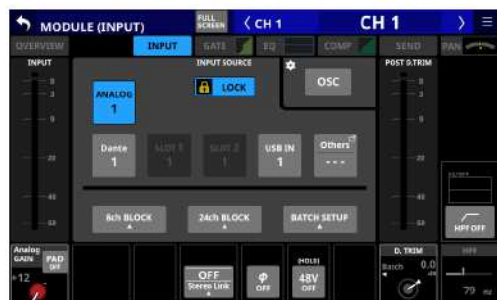 MODULE (INPUT)
FULL SCREEN
CH 1
CH 1
OVERVIEW
INPUT
GATE
EQ
COMP
SEND
PAN
INPUT
INPUT SOURCE
POST D.TRIM
ANALOG
1
LOCK
OSC
Dante
1
SLOT 1
1
SLOT 2
1
USB IN
1
Others
---
8ch BLOCK
24ch BLOCK
BATCH SETUP
HPF OFF
Analog
GAIN
PAD
OFF
+12
OFF
Stereo Link
Φ
OFF
(HOLD)
48V
OFF
D. TRIM
Batch
0.0
dB
HPF
79